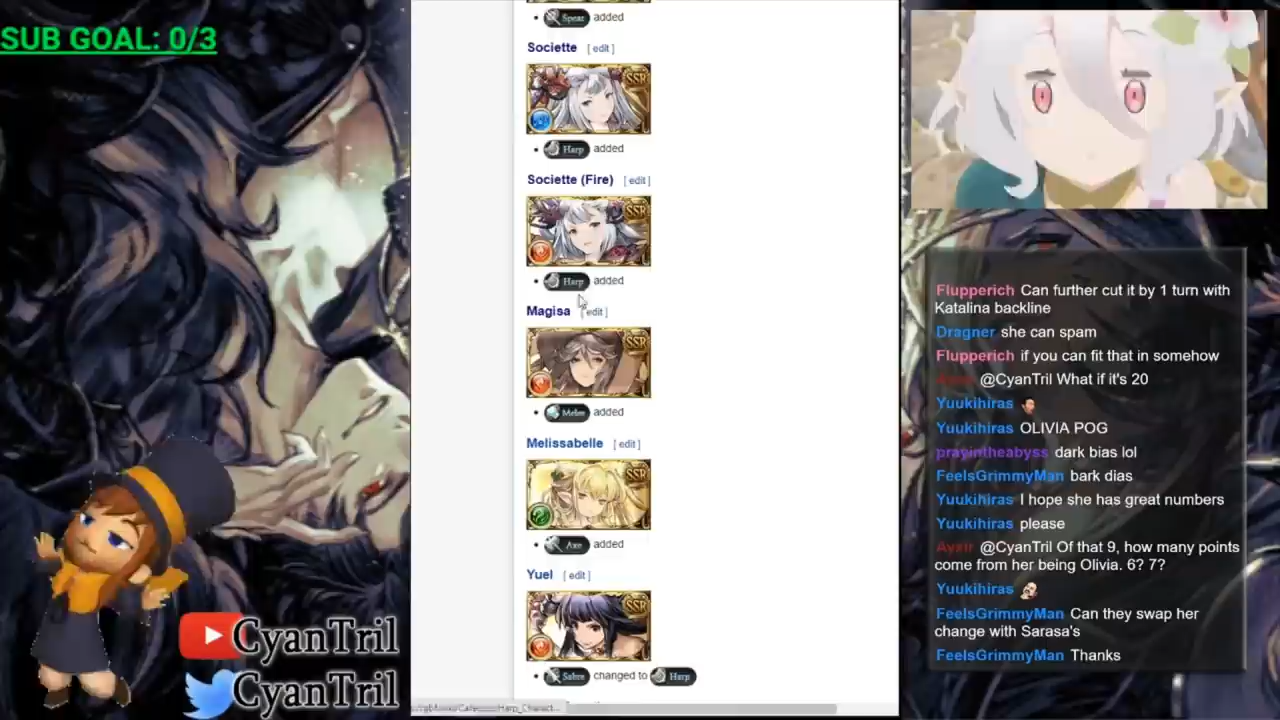 SUB GOAL: 0/3
Spear added
Societte [ edit ]
SSR
Harp added
Societte (Fire) [ edit ]
SSR
Harp added
Magisa [ edit ]
SSR
Melee added
Melissabelle [ edit ]
SSR
Axe added
Yuel [ edit ]
SSR
Sabre changed to Harp
CyanTril
CyanTril
Flupperich Can further cut it by 1 turn with
Katalina backline
Dragner she can spam
Flupperich if you can fit that in somehow
@CyanTril What if it's 20
Yuukihiras
Yuukihiras OLIVIA POG
prayintheabyss dark bias lol
FeelsGrimmyMan bark dias
Yuukihiras I hope she has great numbers
Yuukihiras please
@CyanTril Of that 9, how many points
come from her being Olivia. 6? 7?
Yuukihiras
FeelsGrimmyMan Can they swap her
change with Sarasa's
FeelsGrimmyMan Thanks